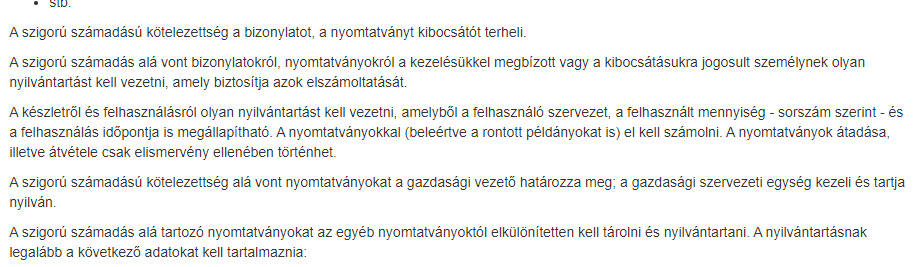 stb.
A szigorú számadású kötelezettség a bizonylatot, a nyomtatványt kibocsátót terheli.
A szigorú számadás alá vont bizonylatokról, nyomtatványokról a kezelésükkel megbízott vagy a kibocsátásukra jogosult személynek olyan
nyilvántartást kell vezetni, amely biztosítja azok elszámoltatását.
A készletről és felhasználásról olyan nyilvántartást kell vezetni, amelyből a felhasználó szervezet, a felhasznált mennyiség - sorszám szerint - és
a felhasználás időpontja is megállapítható. A nyomtatványokkal (beleértve a rontott példányokat is) el kell számolni. A nyomtatványok átadása,
illetve átvétele csak elismervény ellenében történhet.
A szigorú számadású kötelezettség alá vont nyomtatványokat a gazdasági vezető határozza meg; a gazdasági szervezeti egység kezeli és tartja
nyilván.
A szigorú számadás alá tartozó nyomtatványokat az egyéb nyomtatványoktól elkülönítetten kell tárolni és nyilvántartani. A nyilvántartásnak
legalább a következő adatokat kell tartalmaznia: